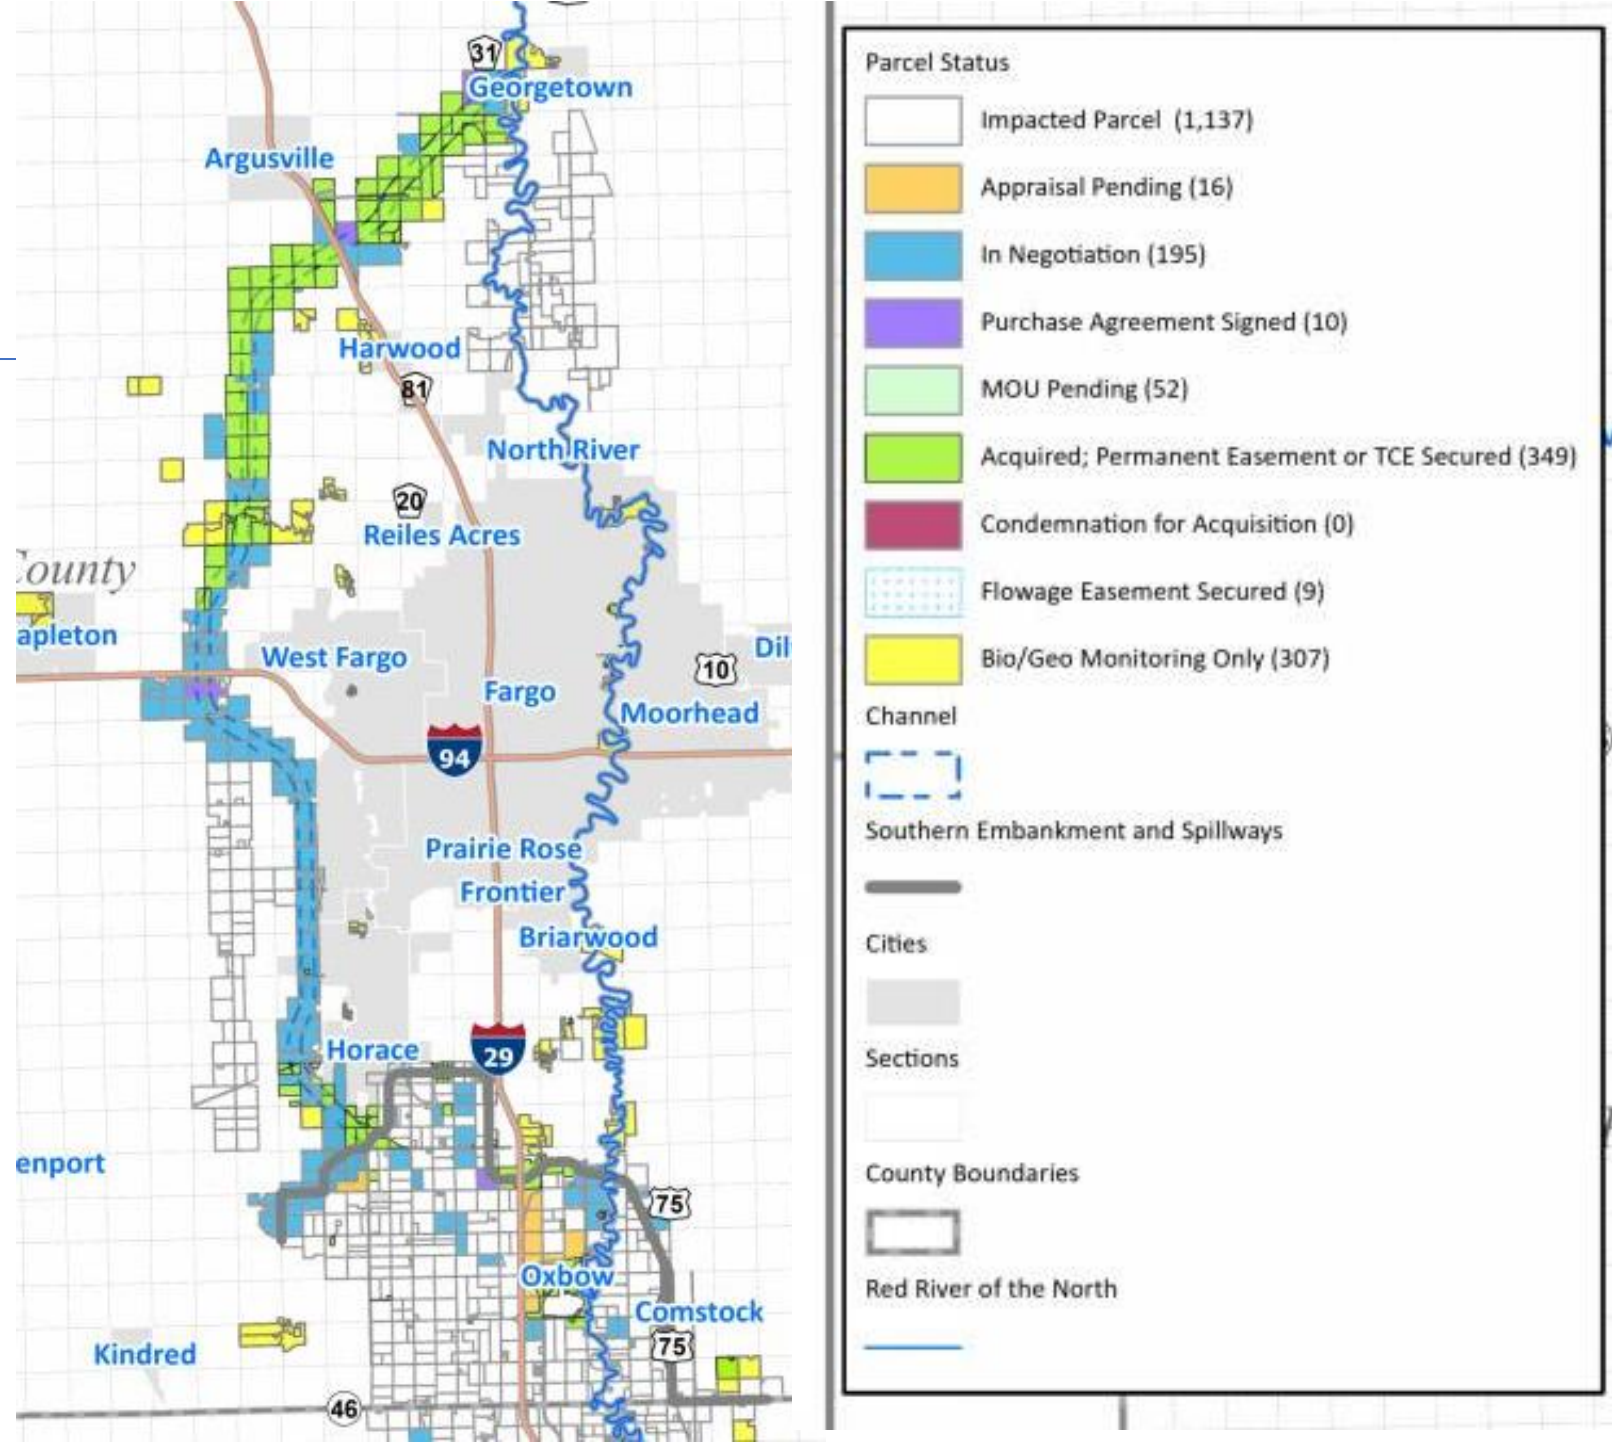 31
Georgetown
Argusville
Harwood
81
North River
20
Reiles Acres
County
apleton
West Fargo
Dil
10
Fargo
Moorhead
94
Prairie Rose
Frontier
Briarwood
Horace
29
enport
75
Oxbow
Comstock
75
Kindred
46
Parcel Status
Impacted Parcel (1,137)
Appraisal Pending (16)
In Negotiation (195)
Purchase Agreement Signed (10)
MOU Pending (52)
Acquired; Permanent Easement or TCE Secured (349)
Condemnation for Acquisition (0)
Flowage Easement Secured (9)
Bio/Geo Monitoring Only (307)
Channel
Southern Embankment and Spillways
Cities
Sections
County Boundaries
Red River of the North